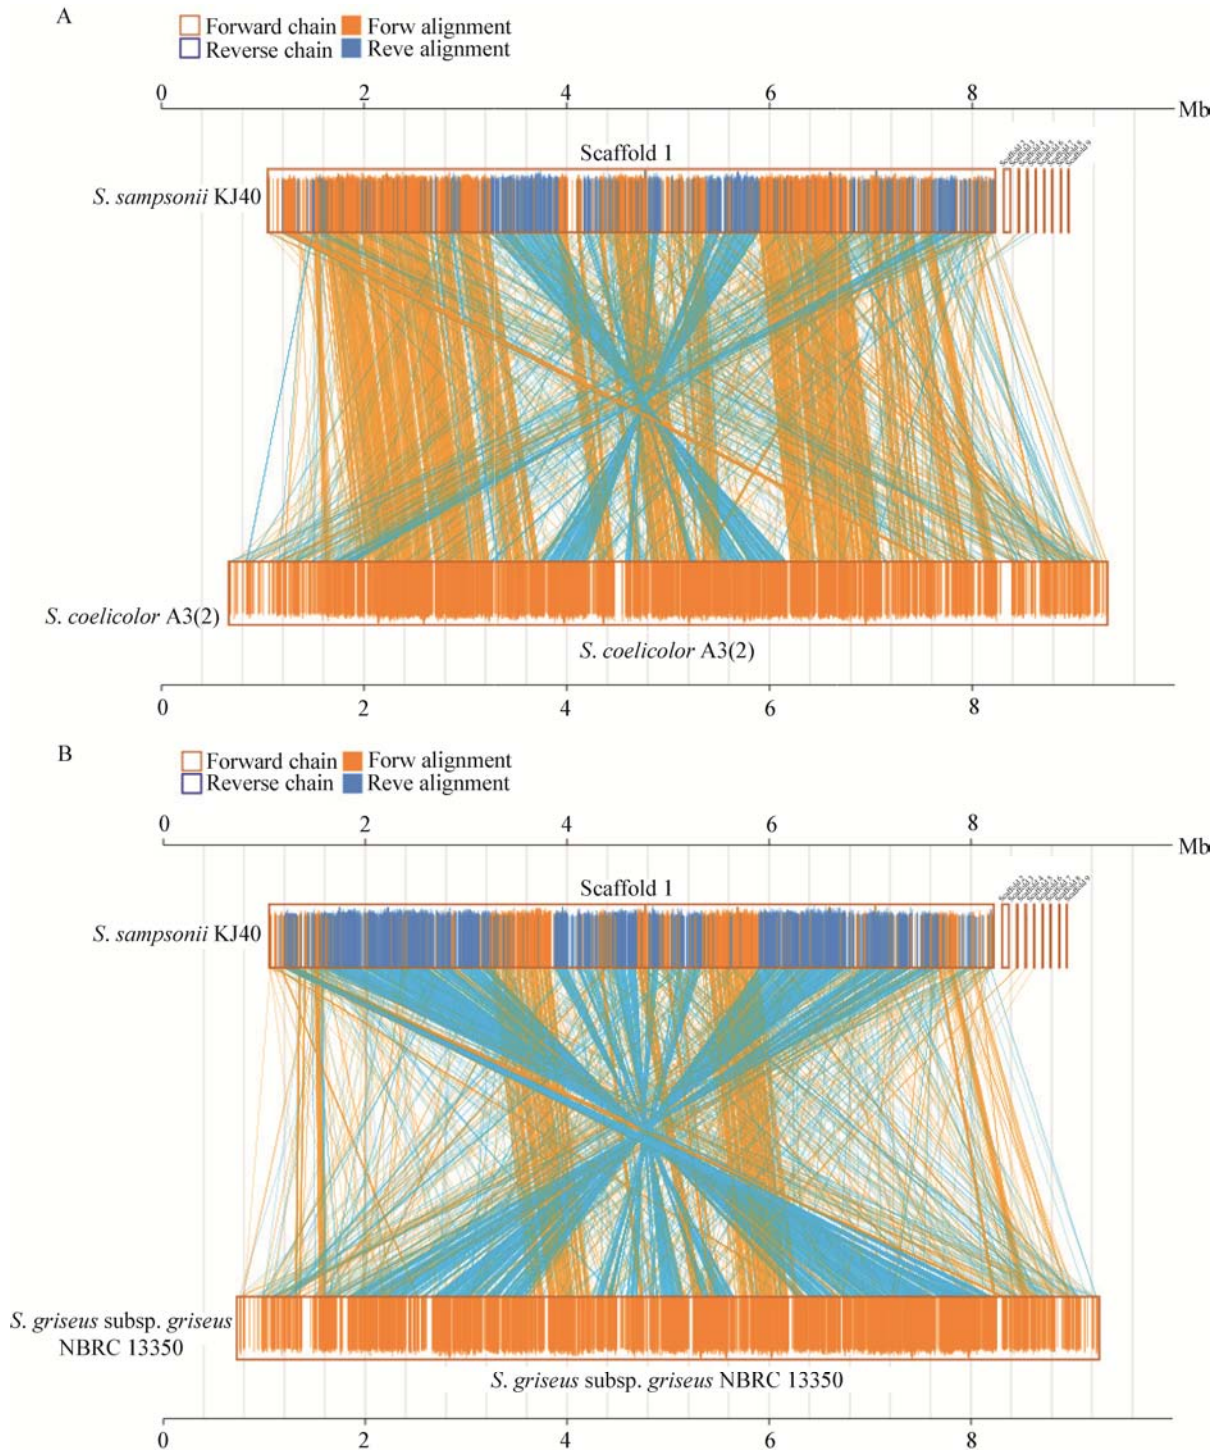 A
Forward chain Forw alignment
Reverse chain Reve alignment
0 2 4 6 8
Mb
Scaffold 1
S. sampsonii KJ40
S. coelicolor A3(2)
S. coelicolor A3(2)
0 2 4 6 8
B
Forward chain Forw alignment
Reverse chain Reve alignment
0 2 4 6 8
Mb
Scaffold 1
S. sampsonii KJ40
S. griseus subsp. griseus
NBRC 13350
S. griseus subsp. griseus NBRC 13350
0 2 4 6 8